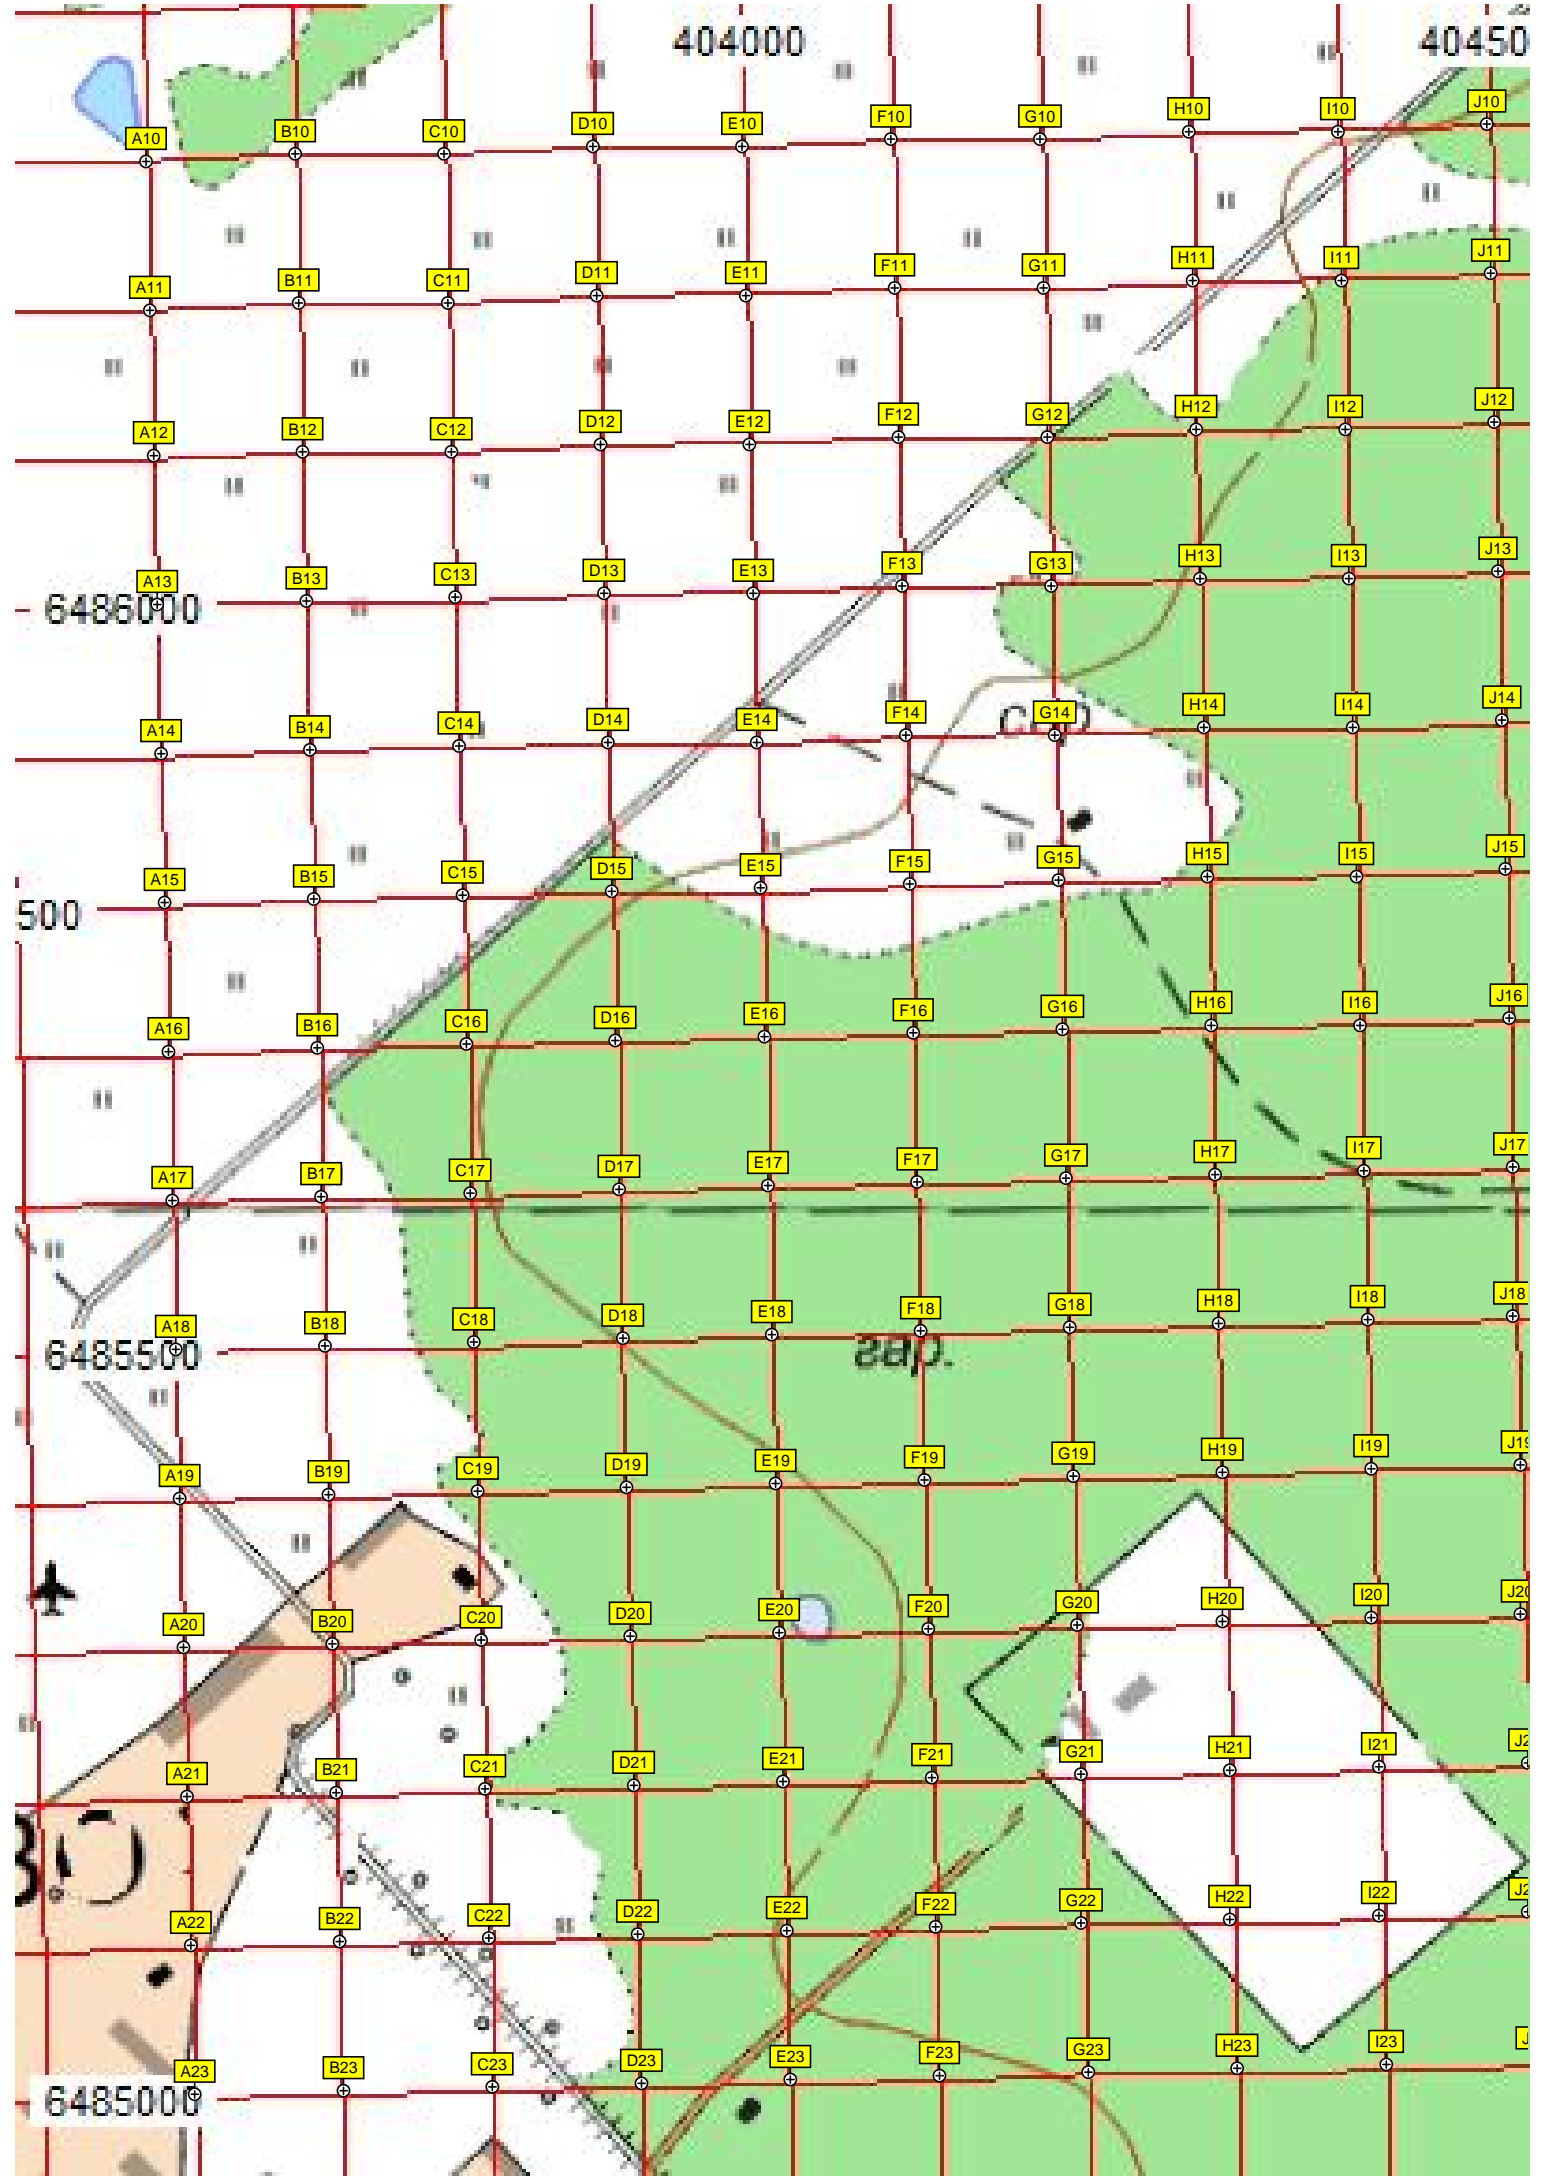 404000 40450
A10 B10 C10 D10 E10 F10 G10 H10 I10 J10
A11 B11 C11 D11 E11 F11 G11 H11 I11 J11
A12 B12 C12 D12 E12 F12 G12 H12 I12 J12
A13 B13 C13 D13 E13 F13 G13 H13 I13 J13
6486000
A14 B14 C14 D14 E14 F14 G14 H14 I14 J14
A15 B15 C15 D15 E15 F15 G15 H15 I15 J15
500
A16 B16 C16 D16 E16 F16 G16 H16 I16 J16
A17 B17 C17 D17 E17 F17 G17 H17 I17 J17
A18 B18 C18 D18 E18 F18 G18 H18 I18 J18
6485500
A19 B19 C19 D19 E19 F19 G19 H19 I19 J19
A20 B20 C20 D20 E20 F20 G20 H20 I20 J20
A21 B21 C21 D21 E21 F21 G21 H21 I21 J2
A22 B22 C22 D22 E22 F22 G22 H22 I22 J2
A23 B23 C23 D23 E23 F23 G23 H23 I23 J
6485000